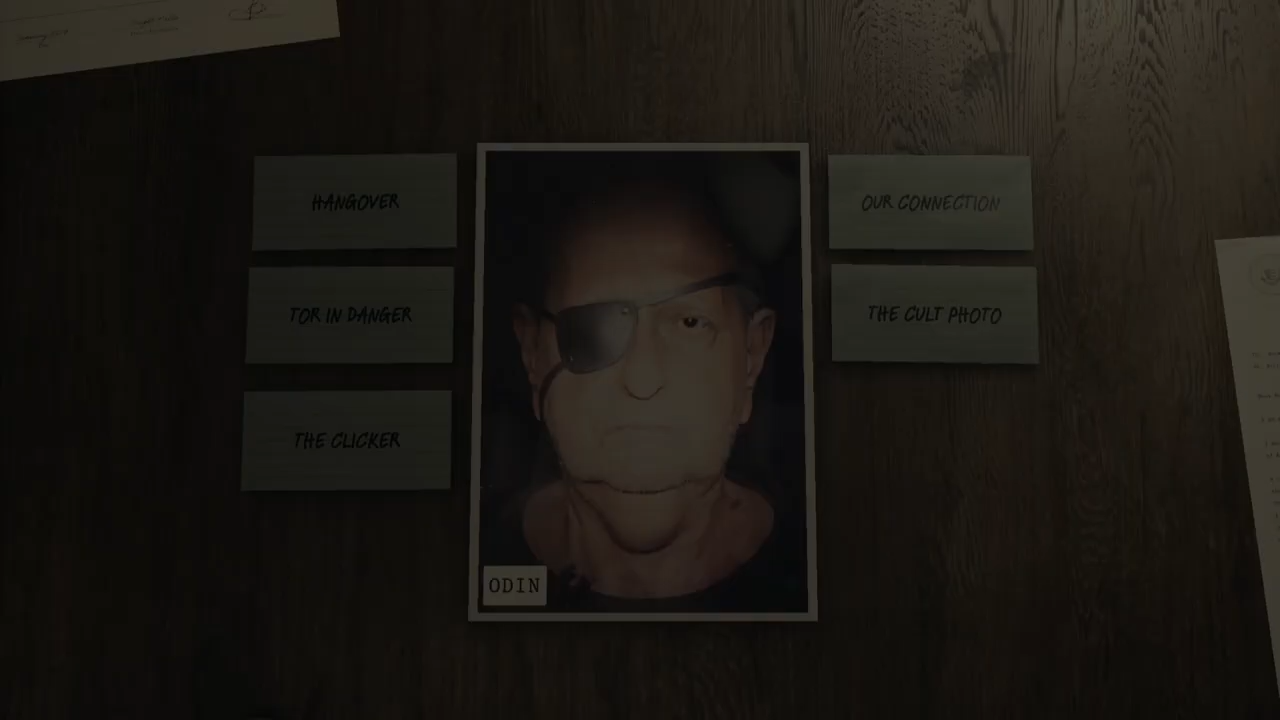 HANGOVER
TOR IN DANGER
THE CLICKER
ODIN
OUR CONNECTION
THE CULT PHOTO